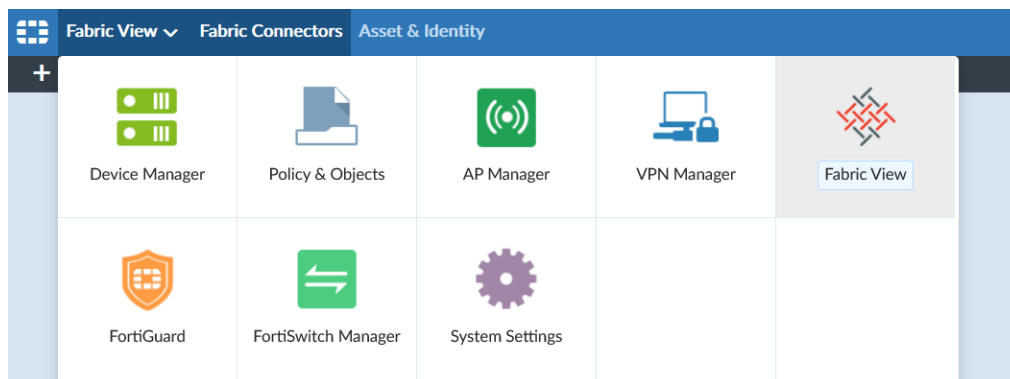 Fabric View Fabric Connectors Asset & Identity
+
Device Manager Policy & Objects AP Manager VPN Manager Fabric View
FortiGuard FortiSwitch Manager System Settings